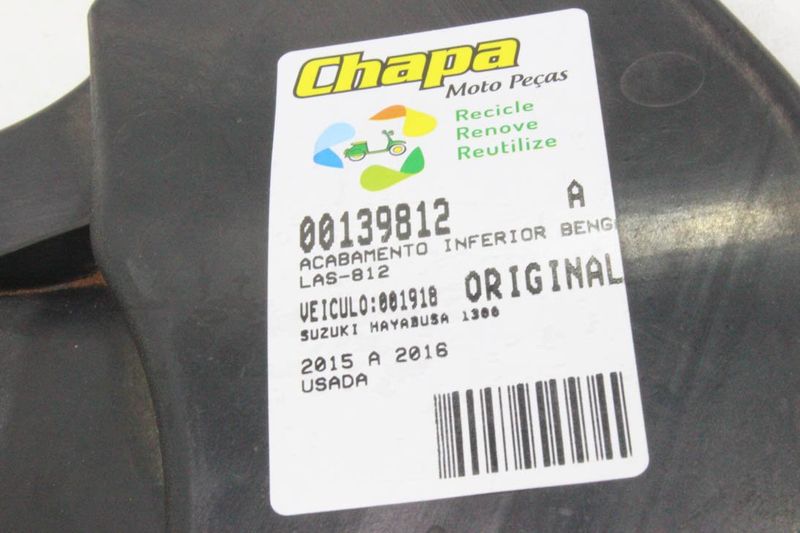 Chapa
Moto Peças
Recicle
Renove
Reutilize
00139812 A
ACABAMENTO INFERIOR BENG
LAS-812
VEICULO:001918 ORIGINAL
SUZUKI HAYABUSA 1300
2015 A 2016
USADA